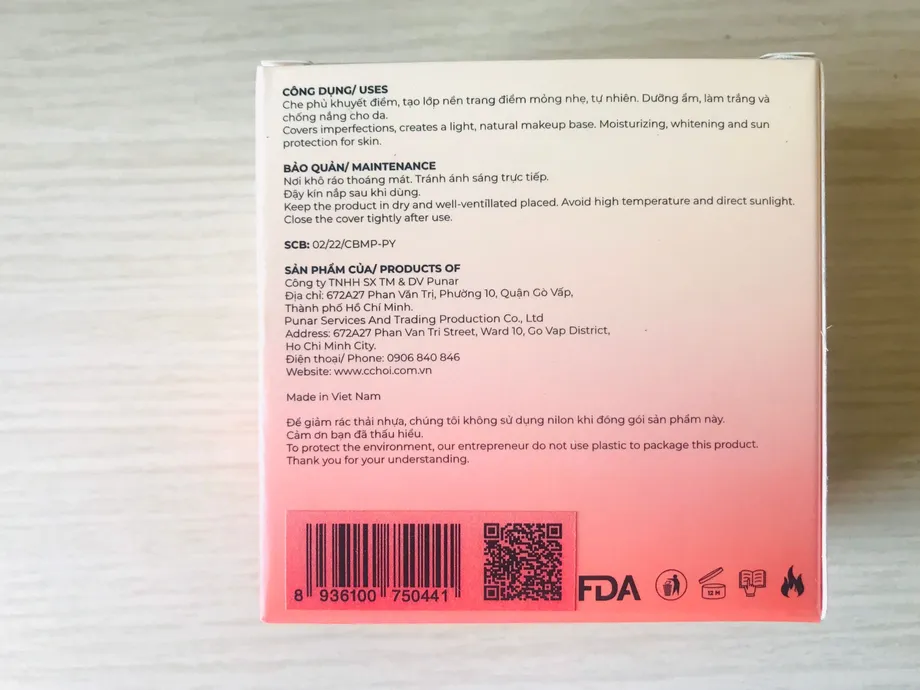 CÔNG DỤNG/ USES
Che phủ khuyết điểm, tạo lớp nền trang điểm mỏng nhẹ, tự nhiên. Dưỡng ẩm, làm trắng và
chống nắng cho da.
Covers imperfections, creates a light, natural makeup base. Moisturizing, whitening and sun
protection for skin.
BẢO QUẢN/ MAINTENANCE
Nơi khô ráo thoáng mát. Tránh ánh sáng trực tiếp.
Đậy kín nắp sau khi dùng.
Keep the product in dry and well-ventillated placed. Avoid high temperature and direct sunlight.
Close the cover tightly after use.
SCB: 02/22/CBMP-PY
SẢN PHẨM CỦA/ PRODUCTS OF
Công ty TNHH SX TM & DV Punar
Địa chỉ: 672A27 Phan Văn Trị, Phường 10, Quận Gò Vấp,
Thành phố Hồ Chí Minh.
Punar Services And Trading Production Co., Ltd
Address: 672A27 Phan Van Tri Street, Ward 10, Go Vap District,
Ho Chi Minh City.
Điện thoại/ Phone: 0906 840 846
Website: www.cchoi.com.vn
Made in Viet Nam
Để giảm rác thải nhựa, chúng tôi không sử dụng nilon khi đóng gói sản phẩm này.
Cảm ơn bạn đã thấu hiểu.
To protect the environment, our entrepreneur do not use plastic to package this product.
Thank you for your understanding.
8 936100 750441
FDA
12 M